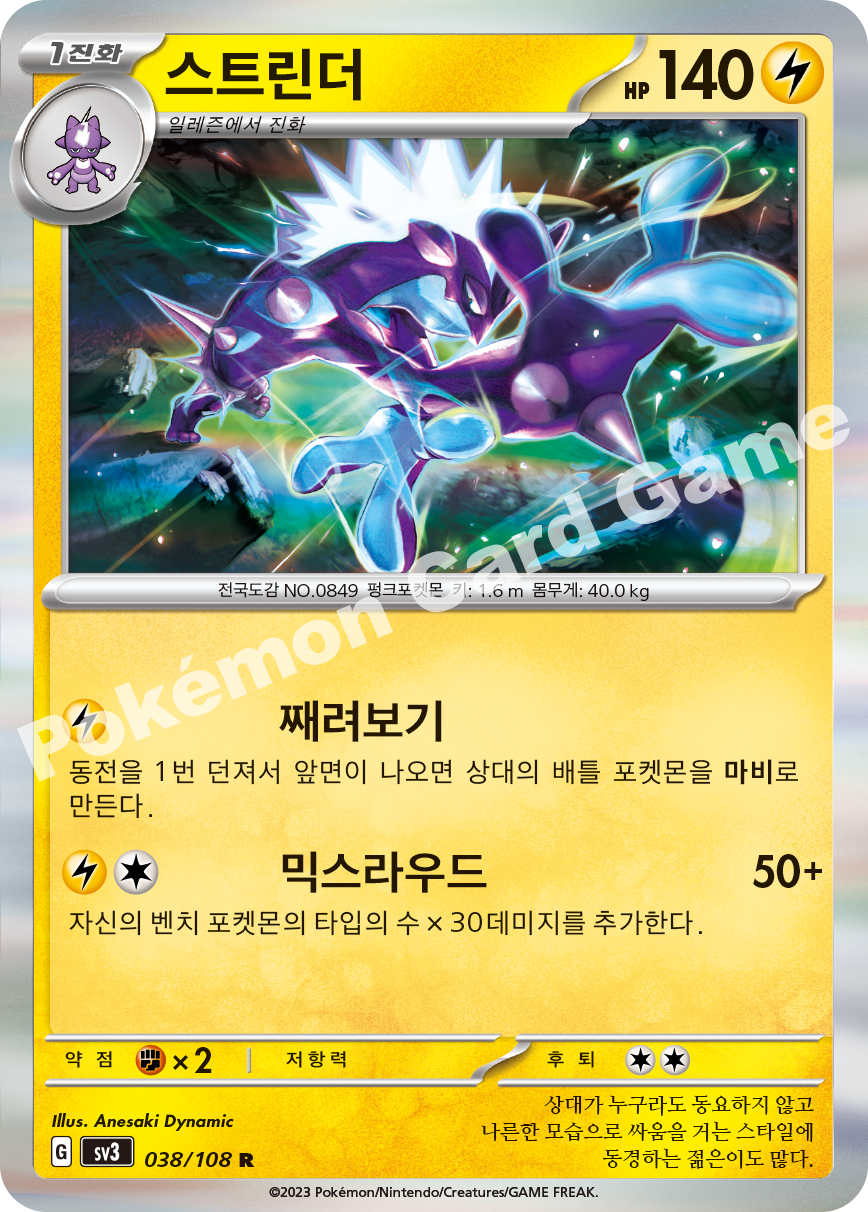 1진화
스트린더
HP 140
일레즌에서 진화
전국도감 NO.0849 펑크포켓몬 키: 1.6 m 몸무게: 40.0 kg
Pokémon Card Game
째려보기
동전을 1번 던져서 앞면이 나오면 상대의 배틀 포켓몬을 마비로
만든다.
믹스라우드 50+
자신의 벤치 포켓몬의 타입의 수 × 30데미지를 추가한다.
약점 ×2 저항력 후퇴
Illus. Anesaki Dynamic
G sv3 038/108 R
상대가 누구라도 동요하지 않고
나른한 모습으로 싸움을 거는 스타일에
동경하는 젊은이도 많다.
©2023 Pokémon/Nintendo/Creatures/GAME FREAK.